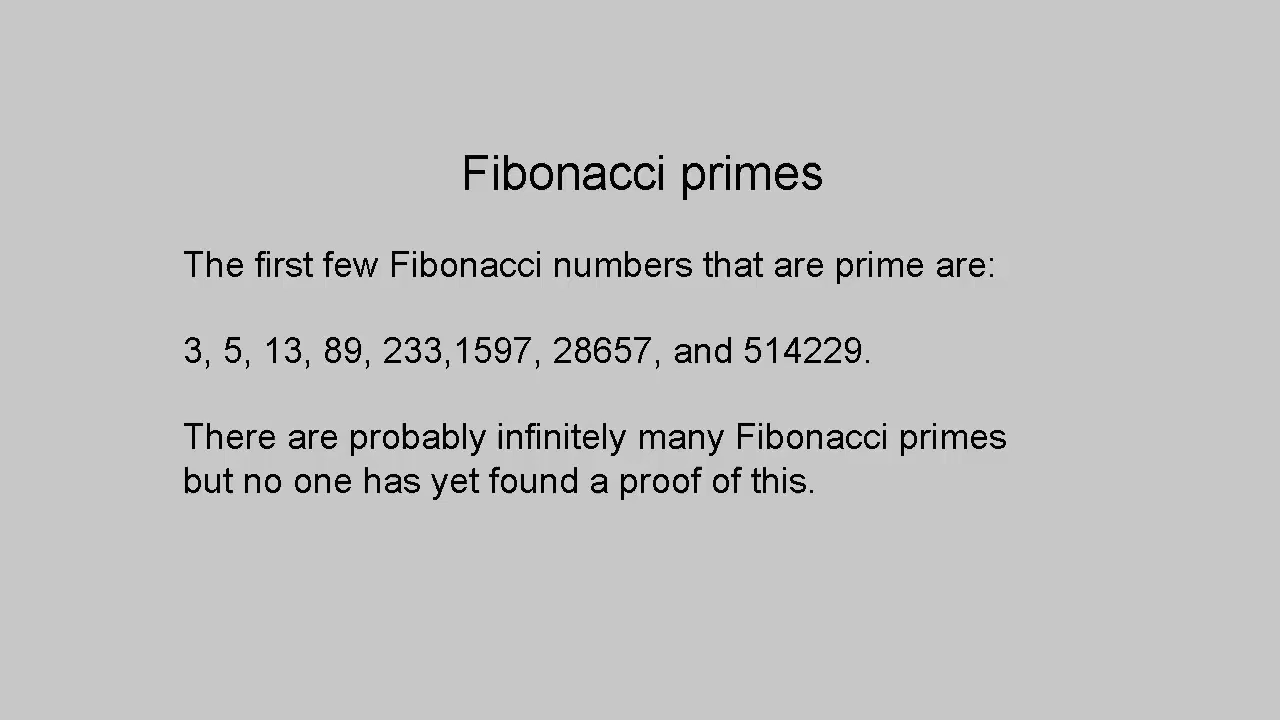 Fibonacci primes
The first few Fibonacci numbers that are prime are:
3, 5, 13, 89, 233,1597, 28657, and 514229.
There are probably infinitely many Fibonacci primes
but no one has yet found a proof of this.